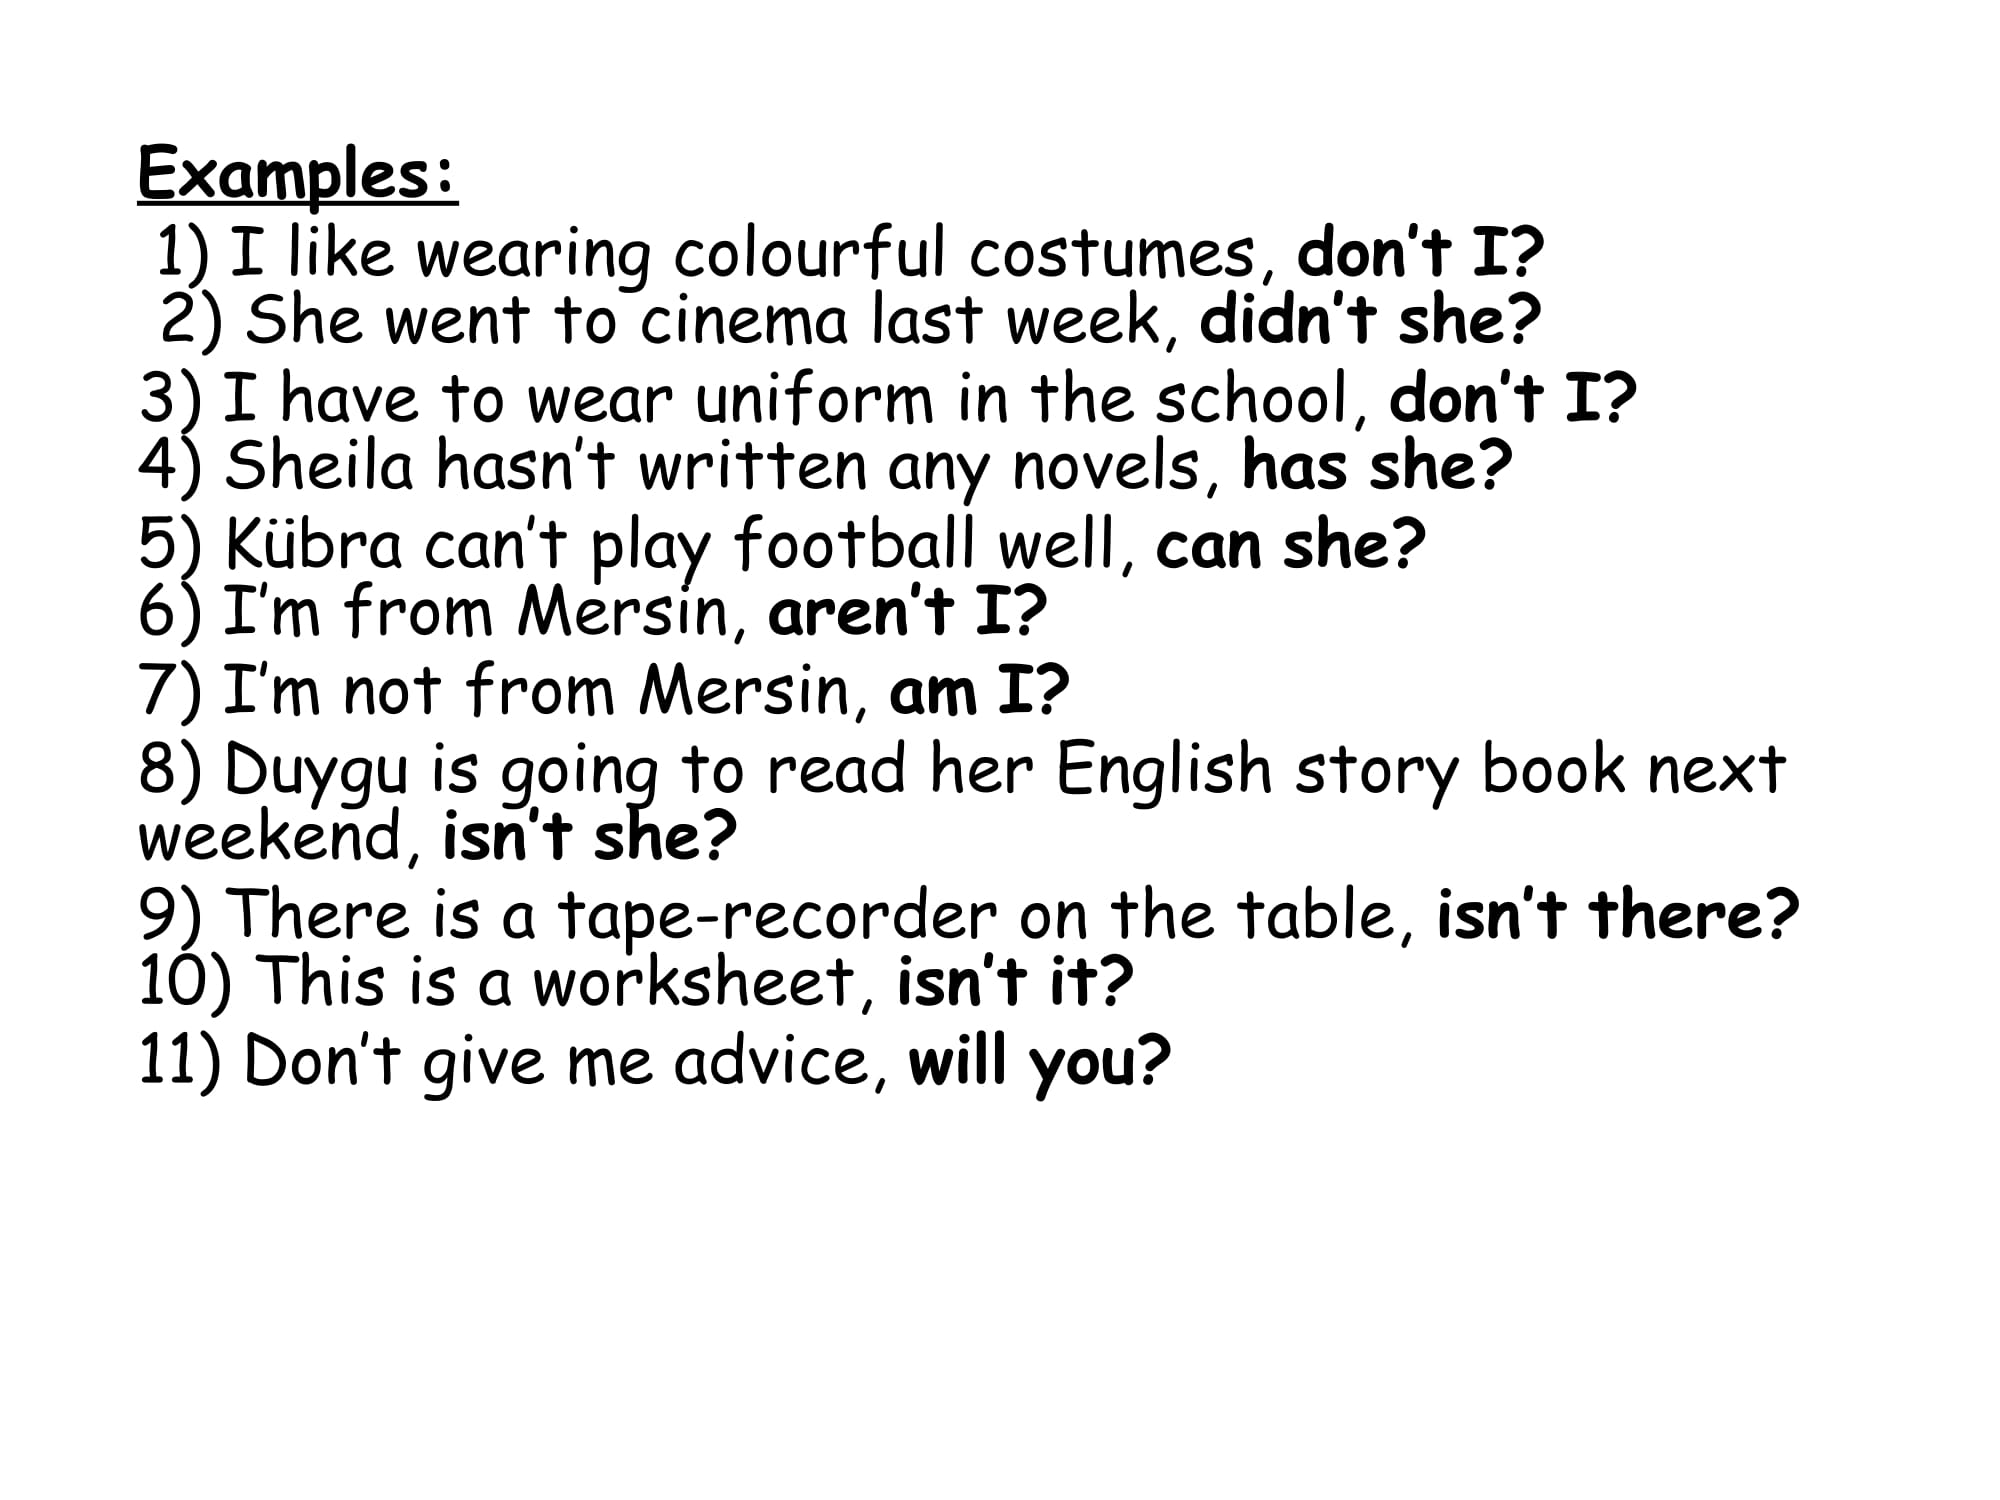 Examples:
1) I like wearing colourful costumes, don't I?
2) She went to cinema last week, didn't she?
3) I have to wear uniform in the school, don't I?
4) Sheila hasn't written any novels, has she?
5) Kübra can't play football well, can she?
6) I'm from Mersin, aren't I?
7) I'm not from Mersin, am I?
8) Duygu is going to read her English story book next
weekend, isn't she?
9) There is a tape-recorder on the table, isn't there?
10) This is a worksheet, isn't it?
11) Don't give me advice, will you?